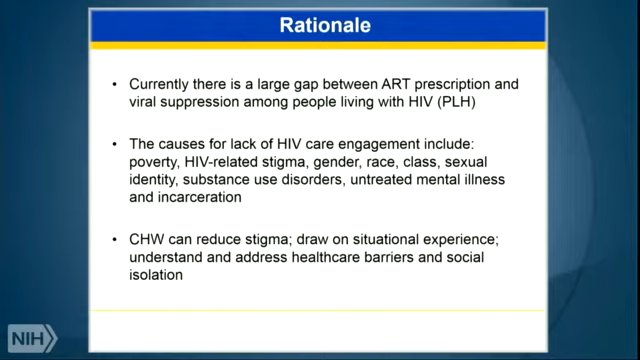 Rationale
• Currently there is a large gap between ART prescription and
viral suppression among people living with HIV (PLH)
• The causes for lack of HIV care engagement include:
poverty, HIV-related stigma, gender, race, class, sexual
identity, substance use disorders, untreated mental illness
and incarceration
• CHW can reduce stigma; draw on situational experience;
understand and address healthcare barriers and social
isolation
NIH